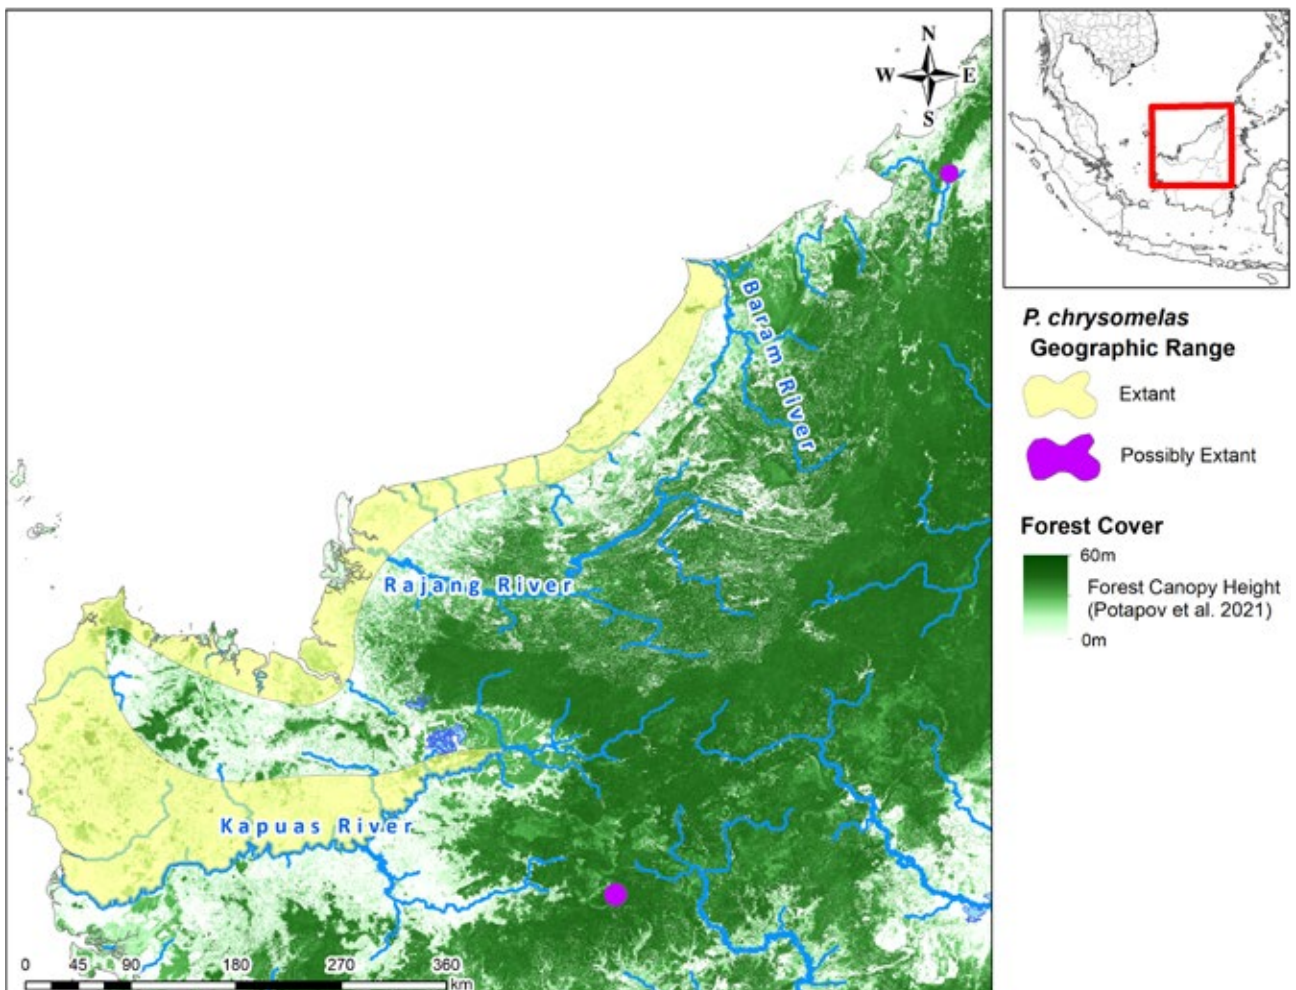 N
W E
S
Baram River
Rajang River
Kapuas River
0 45 90 180 270 360
km
P. chrysomelas
Geographic Range
Extant
Possibly Extant
Forest Cover
60m
Forest Canopy Height
(Potapov et al. 2021)
0m